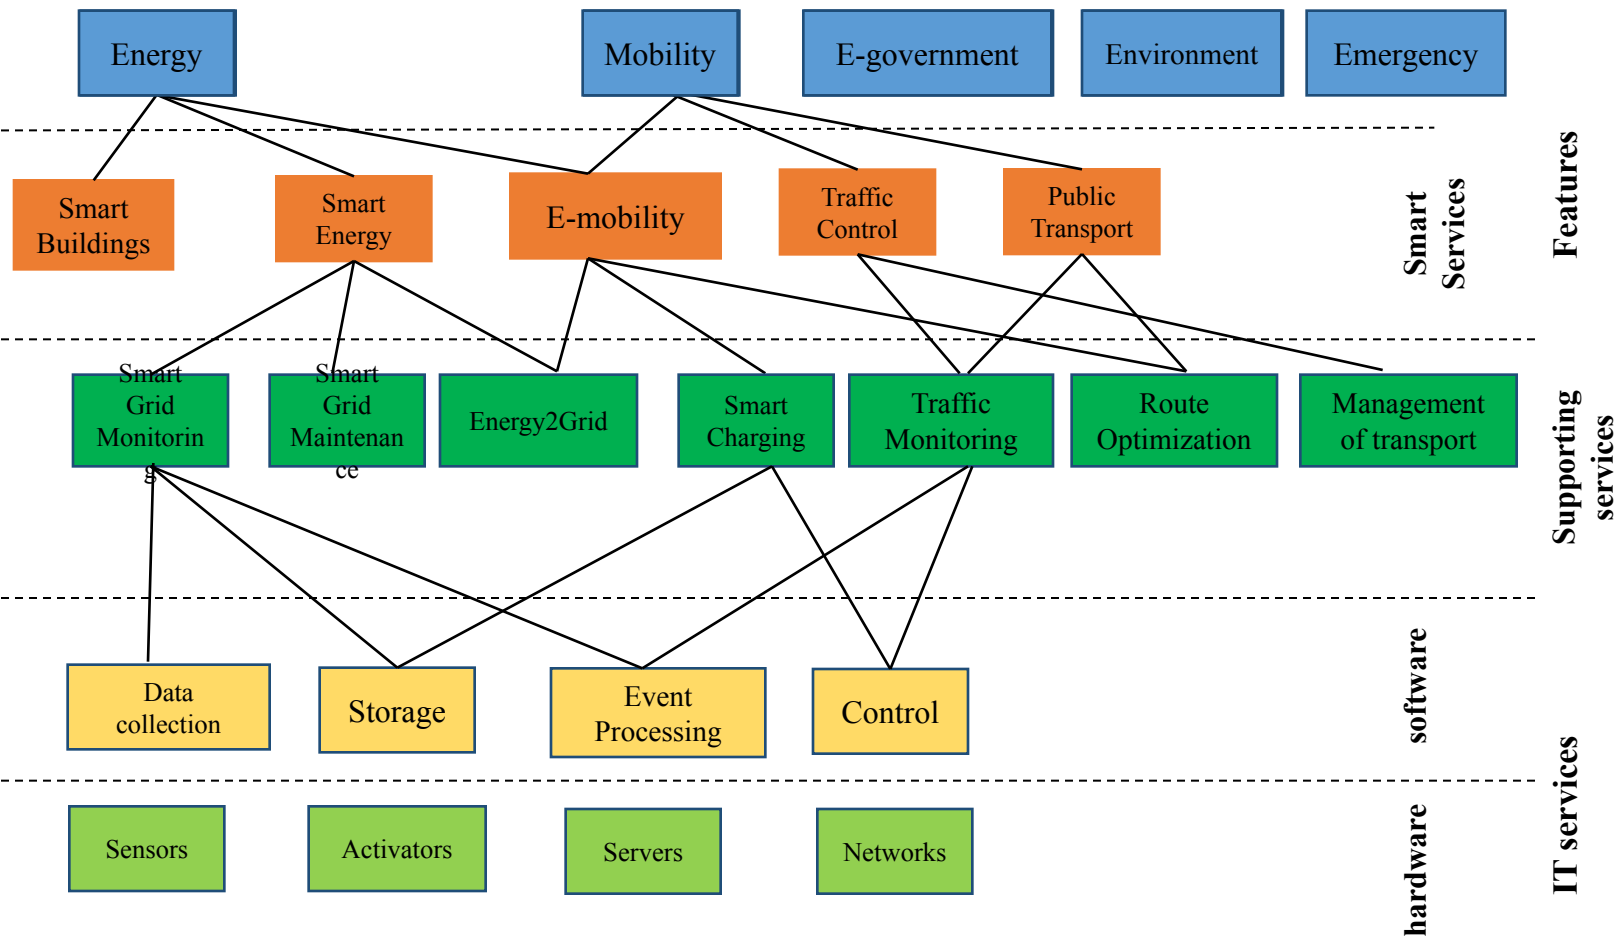 Energy
Mobility
E-government
Environment
Emergency
Smart
Buildings
Smart
Energy
E-mobility
Traffic
Control
Public
Transport
Smart
Services
Features
Smart
Grid
Monitorin
g
Smart
Grid
Maintenan
ce
Energy2Grid
Smart
Charging
Traffic
Monitoring
Route
Optimization
Management
of transport
Supporting
services
Data
collection
Storage
Event
Processing
Control
software
Sensors
Activators
Servers
Networks
hardware
IT services